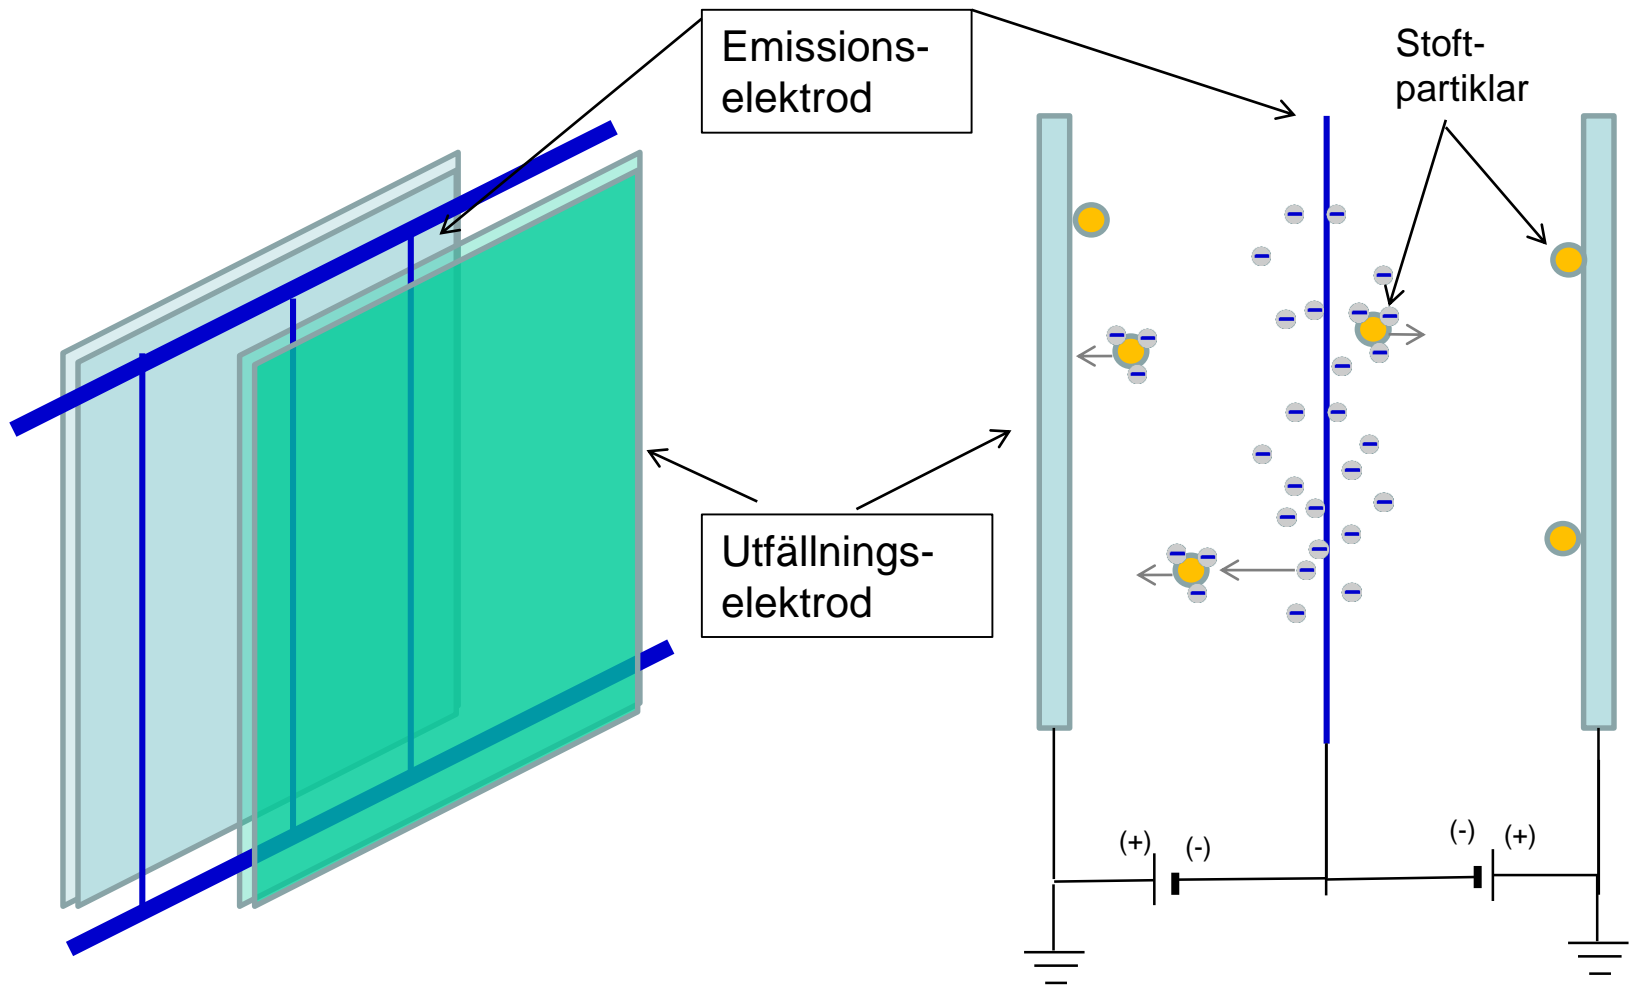 Emissions-
elektrod
Stoft-
partiklar
Utfällnings-
elektrod
(+)
(-)
(-)
(+)